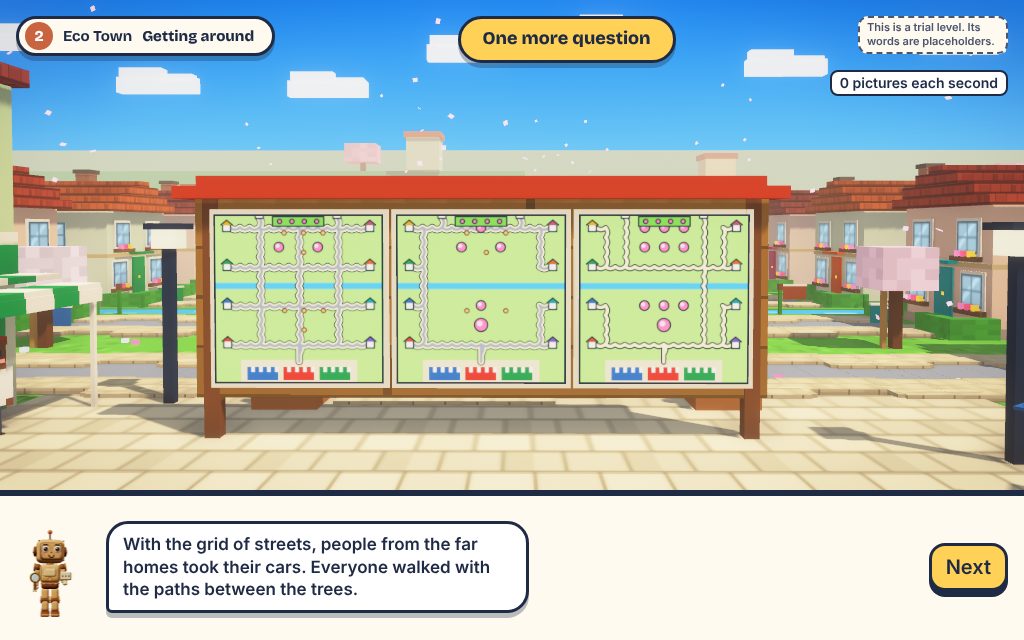 2 Eco Town Getting around
One more question
This is a trial level. Its
words are placeholders.
0 pictures each second
With the grid of streets, people from the far
homes took their cars. Everyone walked with
the paths between the trees.
Next